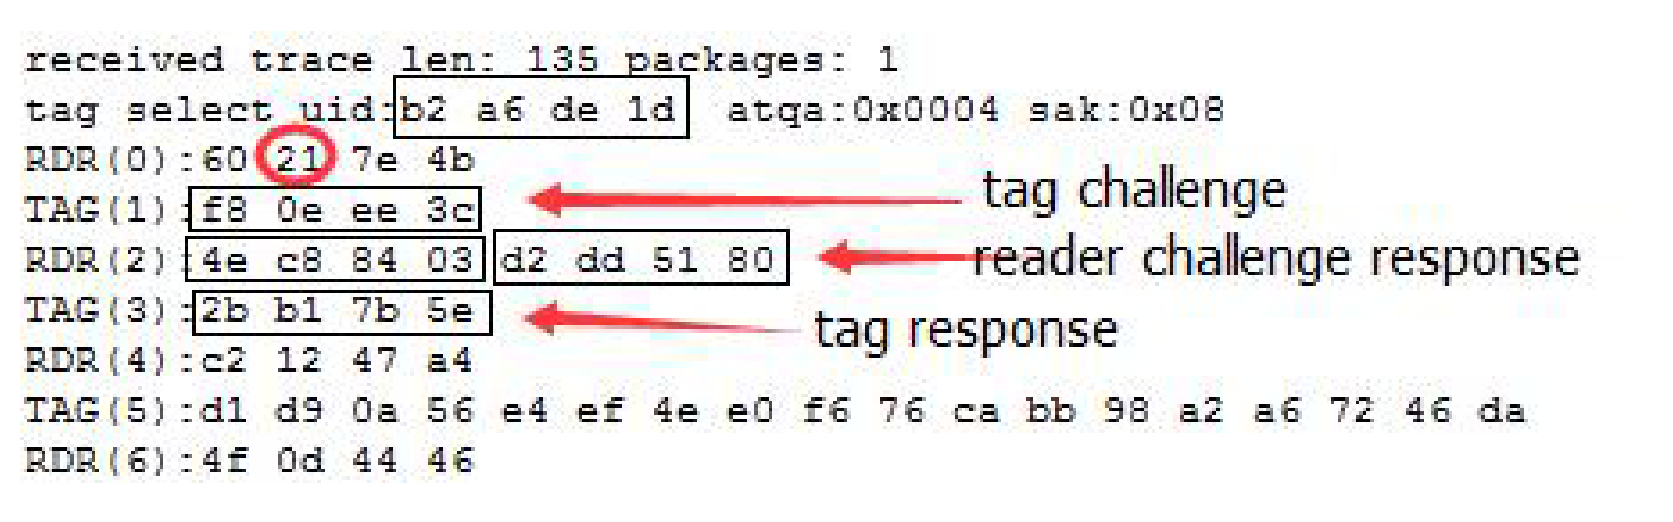 received trace len: 135 packages: 1
tag select uid:b2 a6 de 1d atqa:0x0004 sak:0x08
RDR(0):60 21 7e 4b
TAG(1):f8 0e ee 3c
tag challenge
RDR(2):4e c8 84 03 d2 dd 51 80
reader challenge response
TAG(3):2b b1 7b 5e
tag response
RDR(4):c2 12 47 a4
TAG(5):d1 d9 0a 56 e4 ef 4e e0 f6 76 ca bb 98 a2 a6 72 46 da
RDR(6):4f 0d 44 46